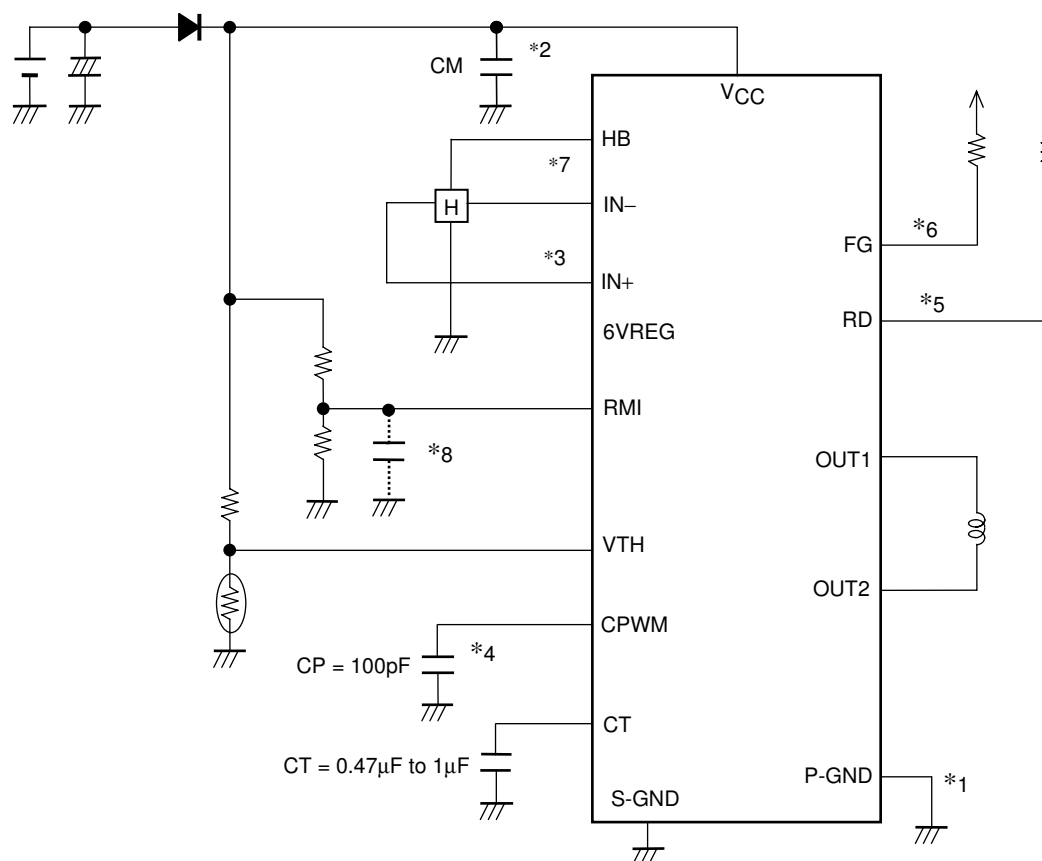 *2
CM
VCC
HB
*7
H
IN−
FG
*6
*3
IN+
RD
*5
6VREG
RMI
*8
OUT1
VTH
OUT2
CPWM
*4
CP = 100pF
CT
CT = 0.47µF to 1µF
P-GND
*1
S-GND